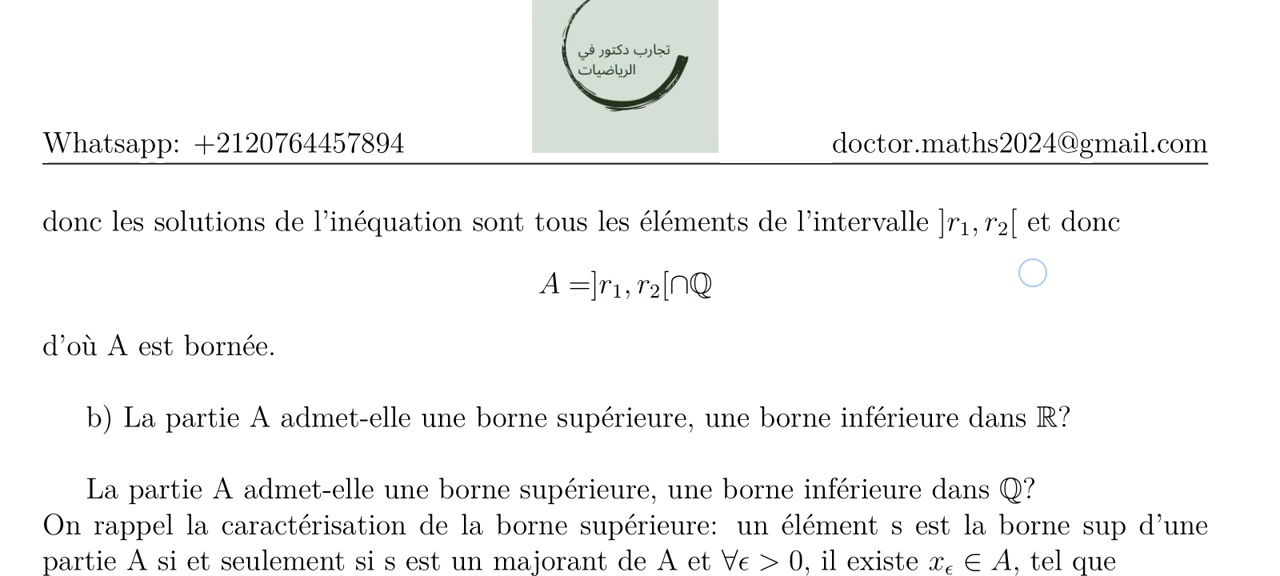 تجارب دكتور في
الرياضيات
Whatsapp: +2120764457894 doctor.maths2024@gmail.com
donc les solutions de l'inéquation sont tous les éléments de l'intervalle ]r₁, r₂[ et donc
A =]r₁, r₂[∩ℚ
d'où A est bornée.
b) La partie A admet-elle une borne supérieure, une borne inférieure dans ℝ?
La partie A admet-elle une borne supérieure, une borne inférieure dans ℚ?
On rappel la caractérisation de la borne supérieure: un élément s est la borne sup d'une
partie A si et seulement si s est un majorant de A et ∀ϵ > 0, il existe xϵ ∈ A, tel que